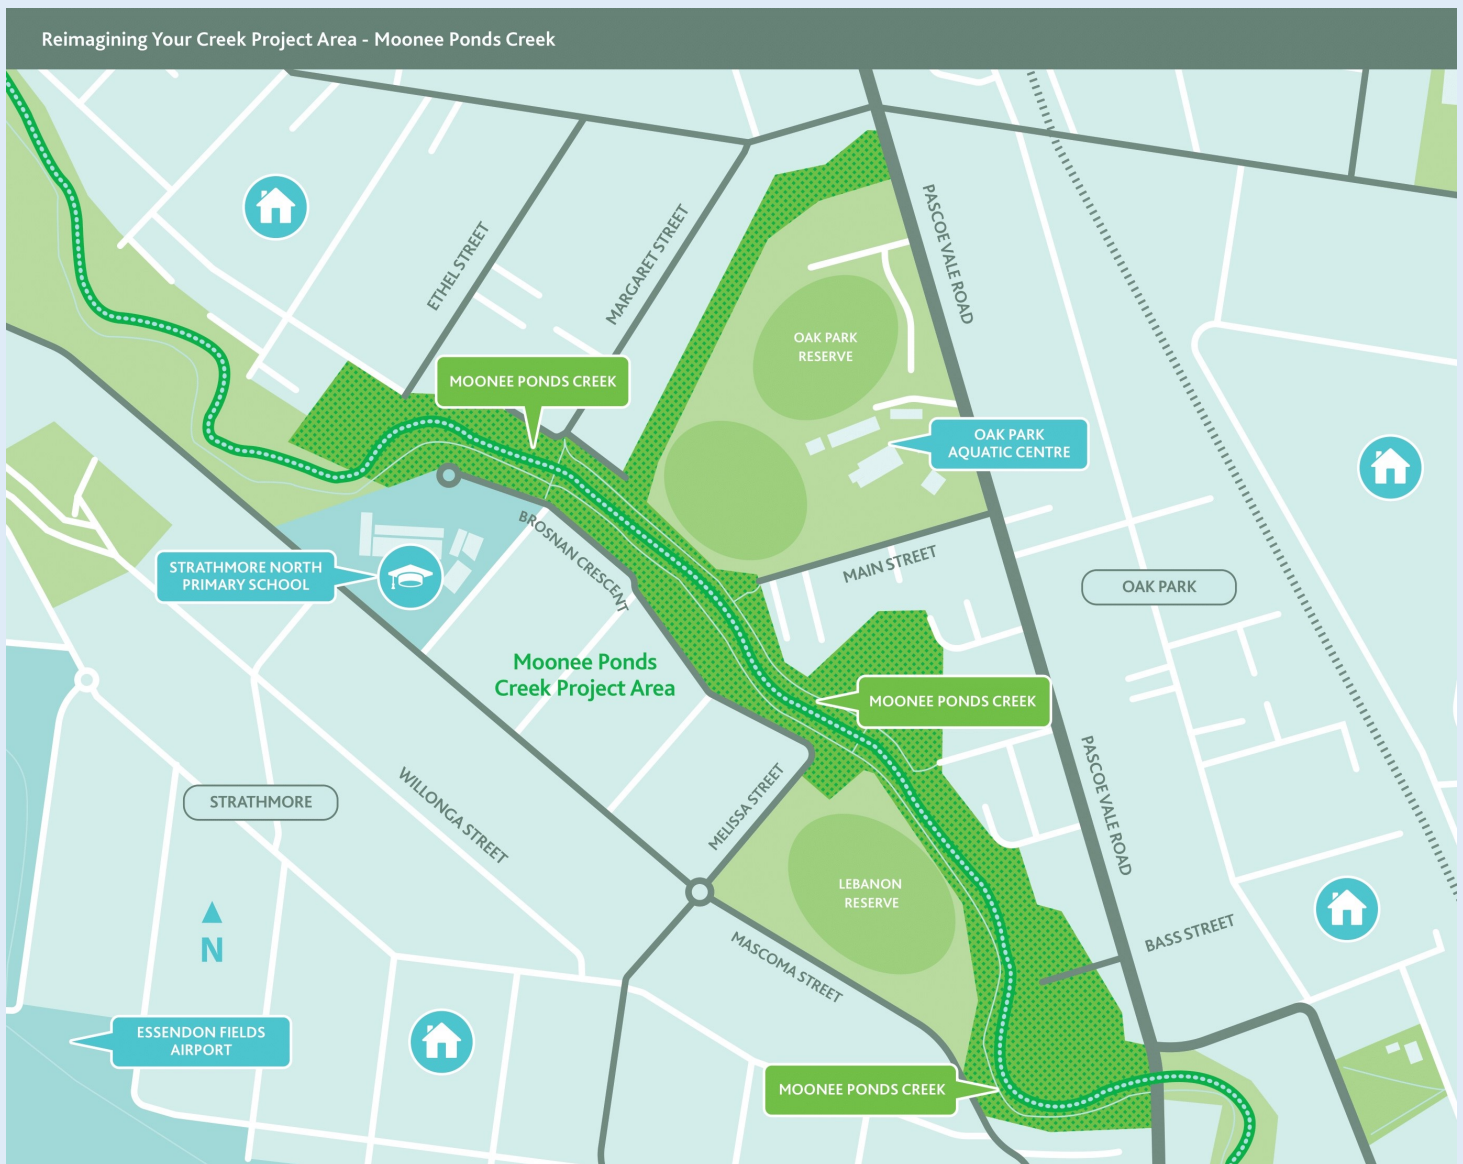 Reimagining Your Creek Project Area - Moonee Ponds Creek
PASCOE VALE ROAD
ETHEL STREET
MARGARET STREET
OAK PARK
RESERVE
MOONEE PONDS CREEK
OAK PARK
AQUATIC CENTRE
BROSNAN CRESCENT
MAIN STREET
STRATHMORE NORTH
PRIMARY SCHOOL
OAK PARK
Moonee Ponds
Creek Project Area
MOONEE PONDS CREEK
PASCOE VALE ROAD
STRATHMORE
WILLONGA STREET
MELISSA STREET
LEBANON
RESERVE
N
MASCOMA STREET
BASS STREET
ESSENDON FIELDS
AIRPORT
MOONEE PONDS CREEK